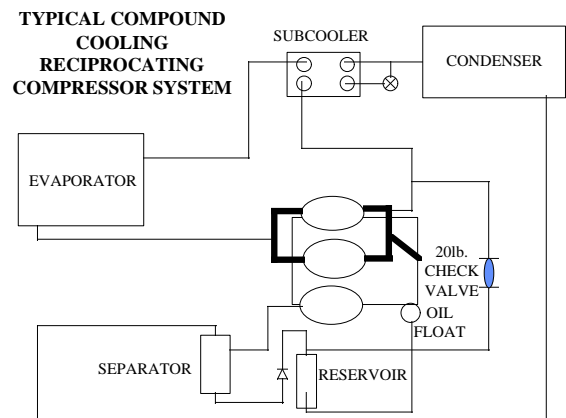 TYPICAL COMPOUND
COOLING
RECIPROCATING
COMPRESSOR SYSTEM
SUBCOOLER
CONDENSER
EVAPORATOR
20lb.
CHECK
VALVE
OIL
FLOAT
SEPARATOR
RESERVOIR